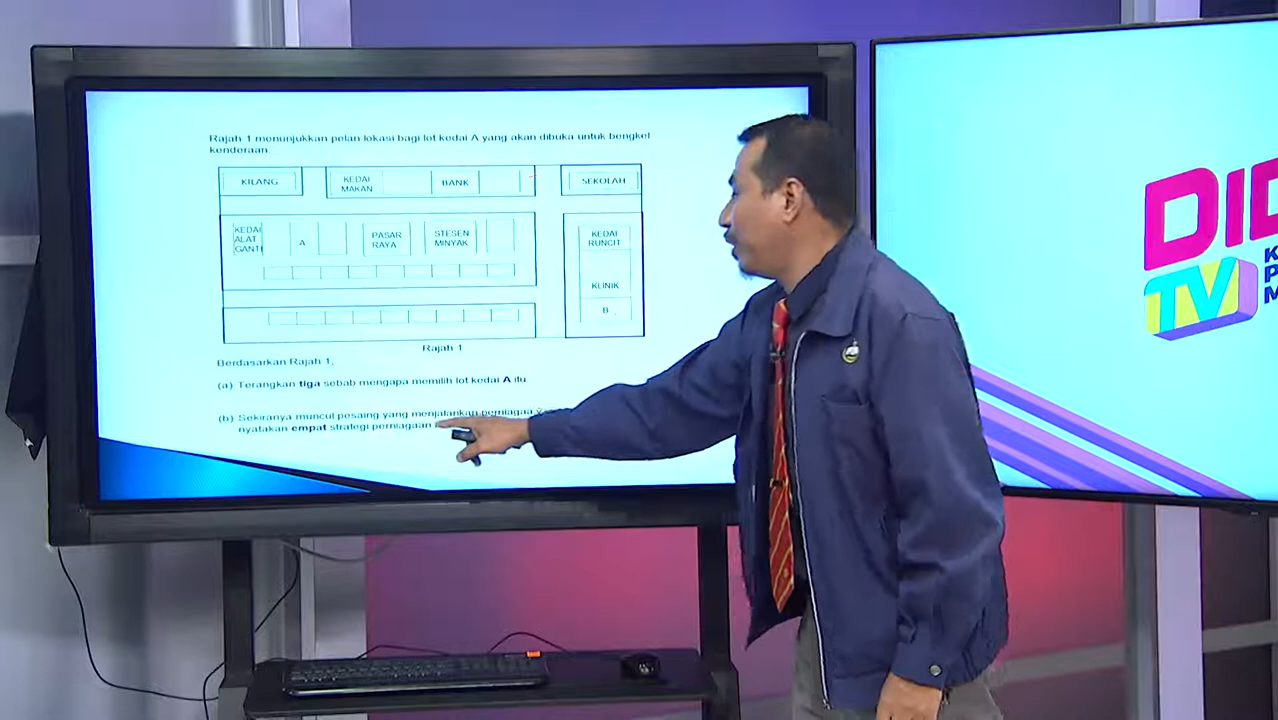 Rajah 1 menunjukkan pelan lokasi bagi lot kedai A yang akan dibuka untuk bengkel
kenderaan.
KILANG
KEDAI
MAKAN
BANK
SEKOLAH
KEDAI
ALAT
GANTI
A
PASAR
RAYA
STESEN
MINYAK
KEDAI
RUNCIT
KLINIK
B
Rajah 1
Berdasarkan Rajah 1,
(a) Terangkan tiga sebab mengapa memilih lot kedai A itu.
(b) Sekiranya muncul pesaing yang menjalankan perniagaa
nyatakan empat strategi perniagaan
DID
TV
K
P
M